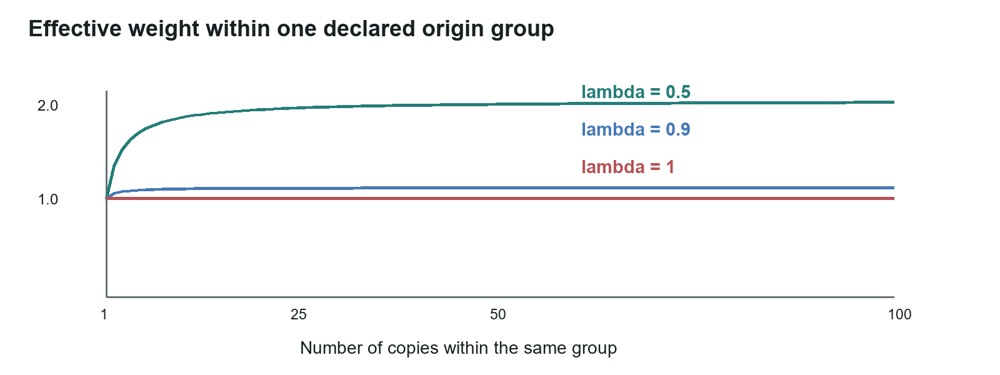 Effective weight within one declared origin group
lambda = 0.5
2.0
lambda = 0.9
lambda = 1
1.0
1 25 50 100
Number of copies within the same group